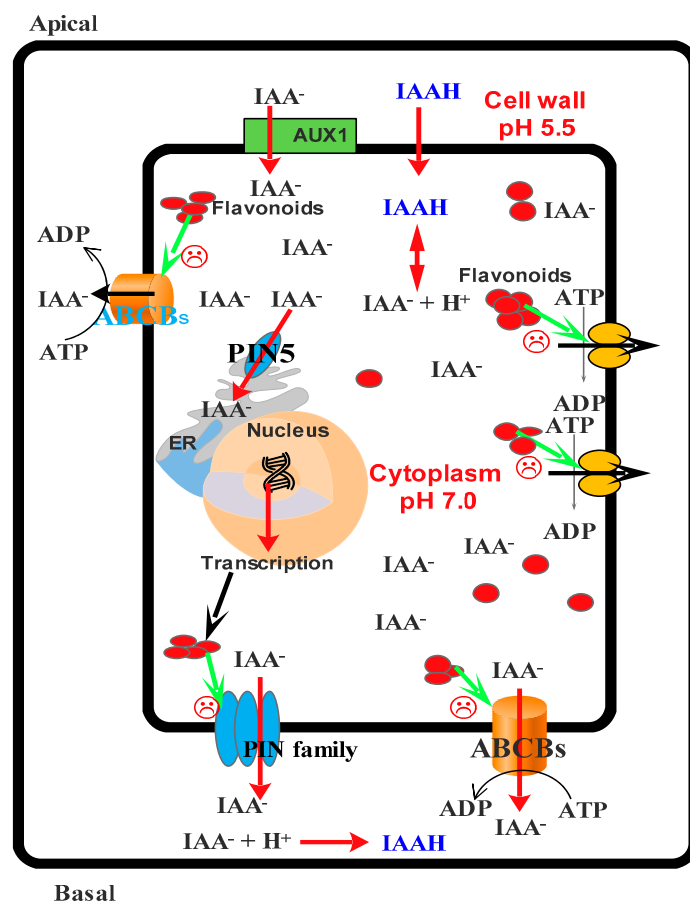 Apical
IAA⁻
IAAH
Cell wall
pH 5.5
AUX1
IAA⁻
Flavonoids
IAAH
IAA⁻
ADP
IAA⁻
Flavonoids
IAA⁻
ABCBs
ATP
IAA⁻
IAA⁻
IAA⁻ + H⁺
ATP
PIN5
IAA⁻
ADP
IAA⁻
ER
Nucleus
ATP
Cytoplasm
pH 7.0
ADP
Transcription
IAA⁻
IAA⁻
IAA⁻
IAA⁻
IAA⁻
PIN family
ABCBs
IAA⁻
ADP
ATP
IAA⁻
IAA⁻ + H⁺
IAAH
Basal